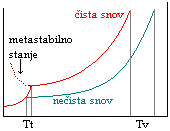 čista snov
metastabilno
stanje
nečista snov
Tt
Tv